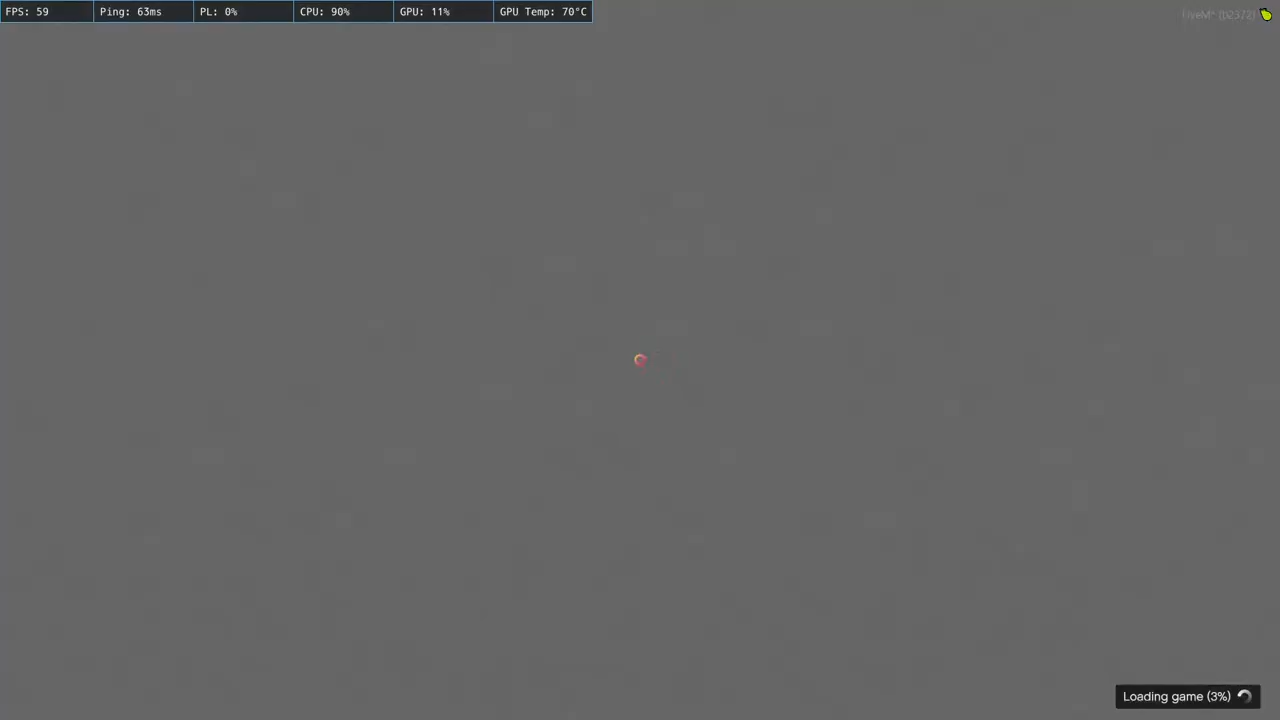 FPS: 59 Ping: 63ms PL: 0% CPU: 90% GPU: 11% GPU Temp: 70°C
Loading game (3%)